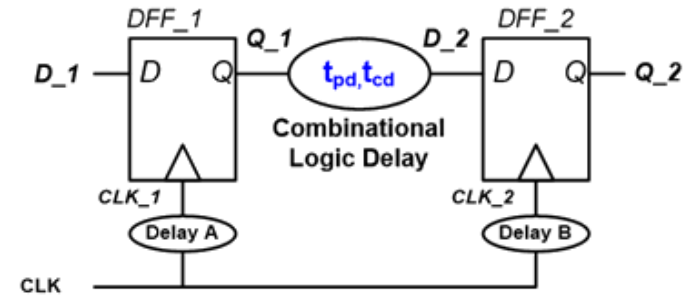 DFF_1
DFF_2
Q_1
D_2
D_1
D
Q
tpd,tcd
D
Q
Q_2
Combinational
Logic Delay
CLK_1
CLK_2
Delay A
Delay B
CLK